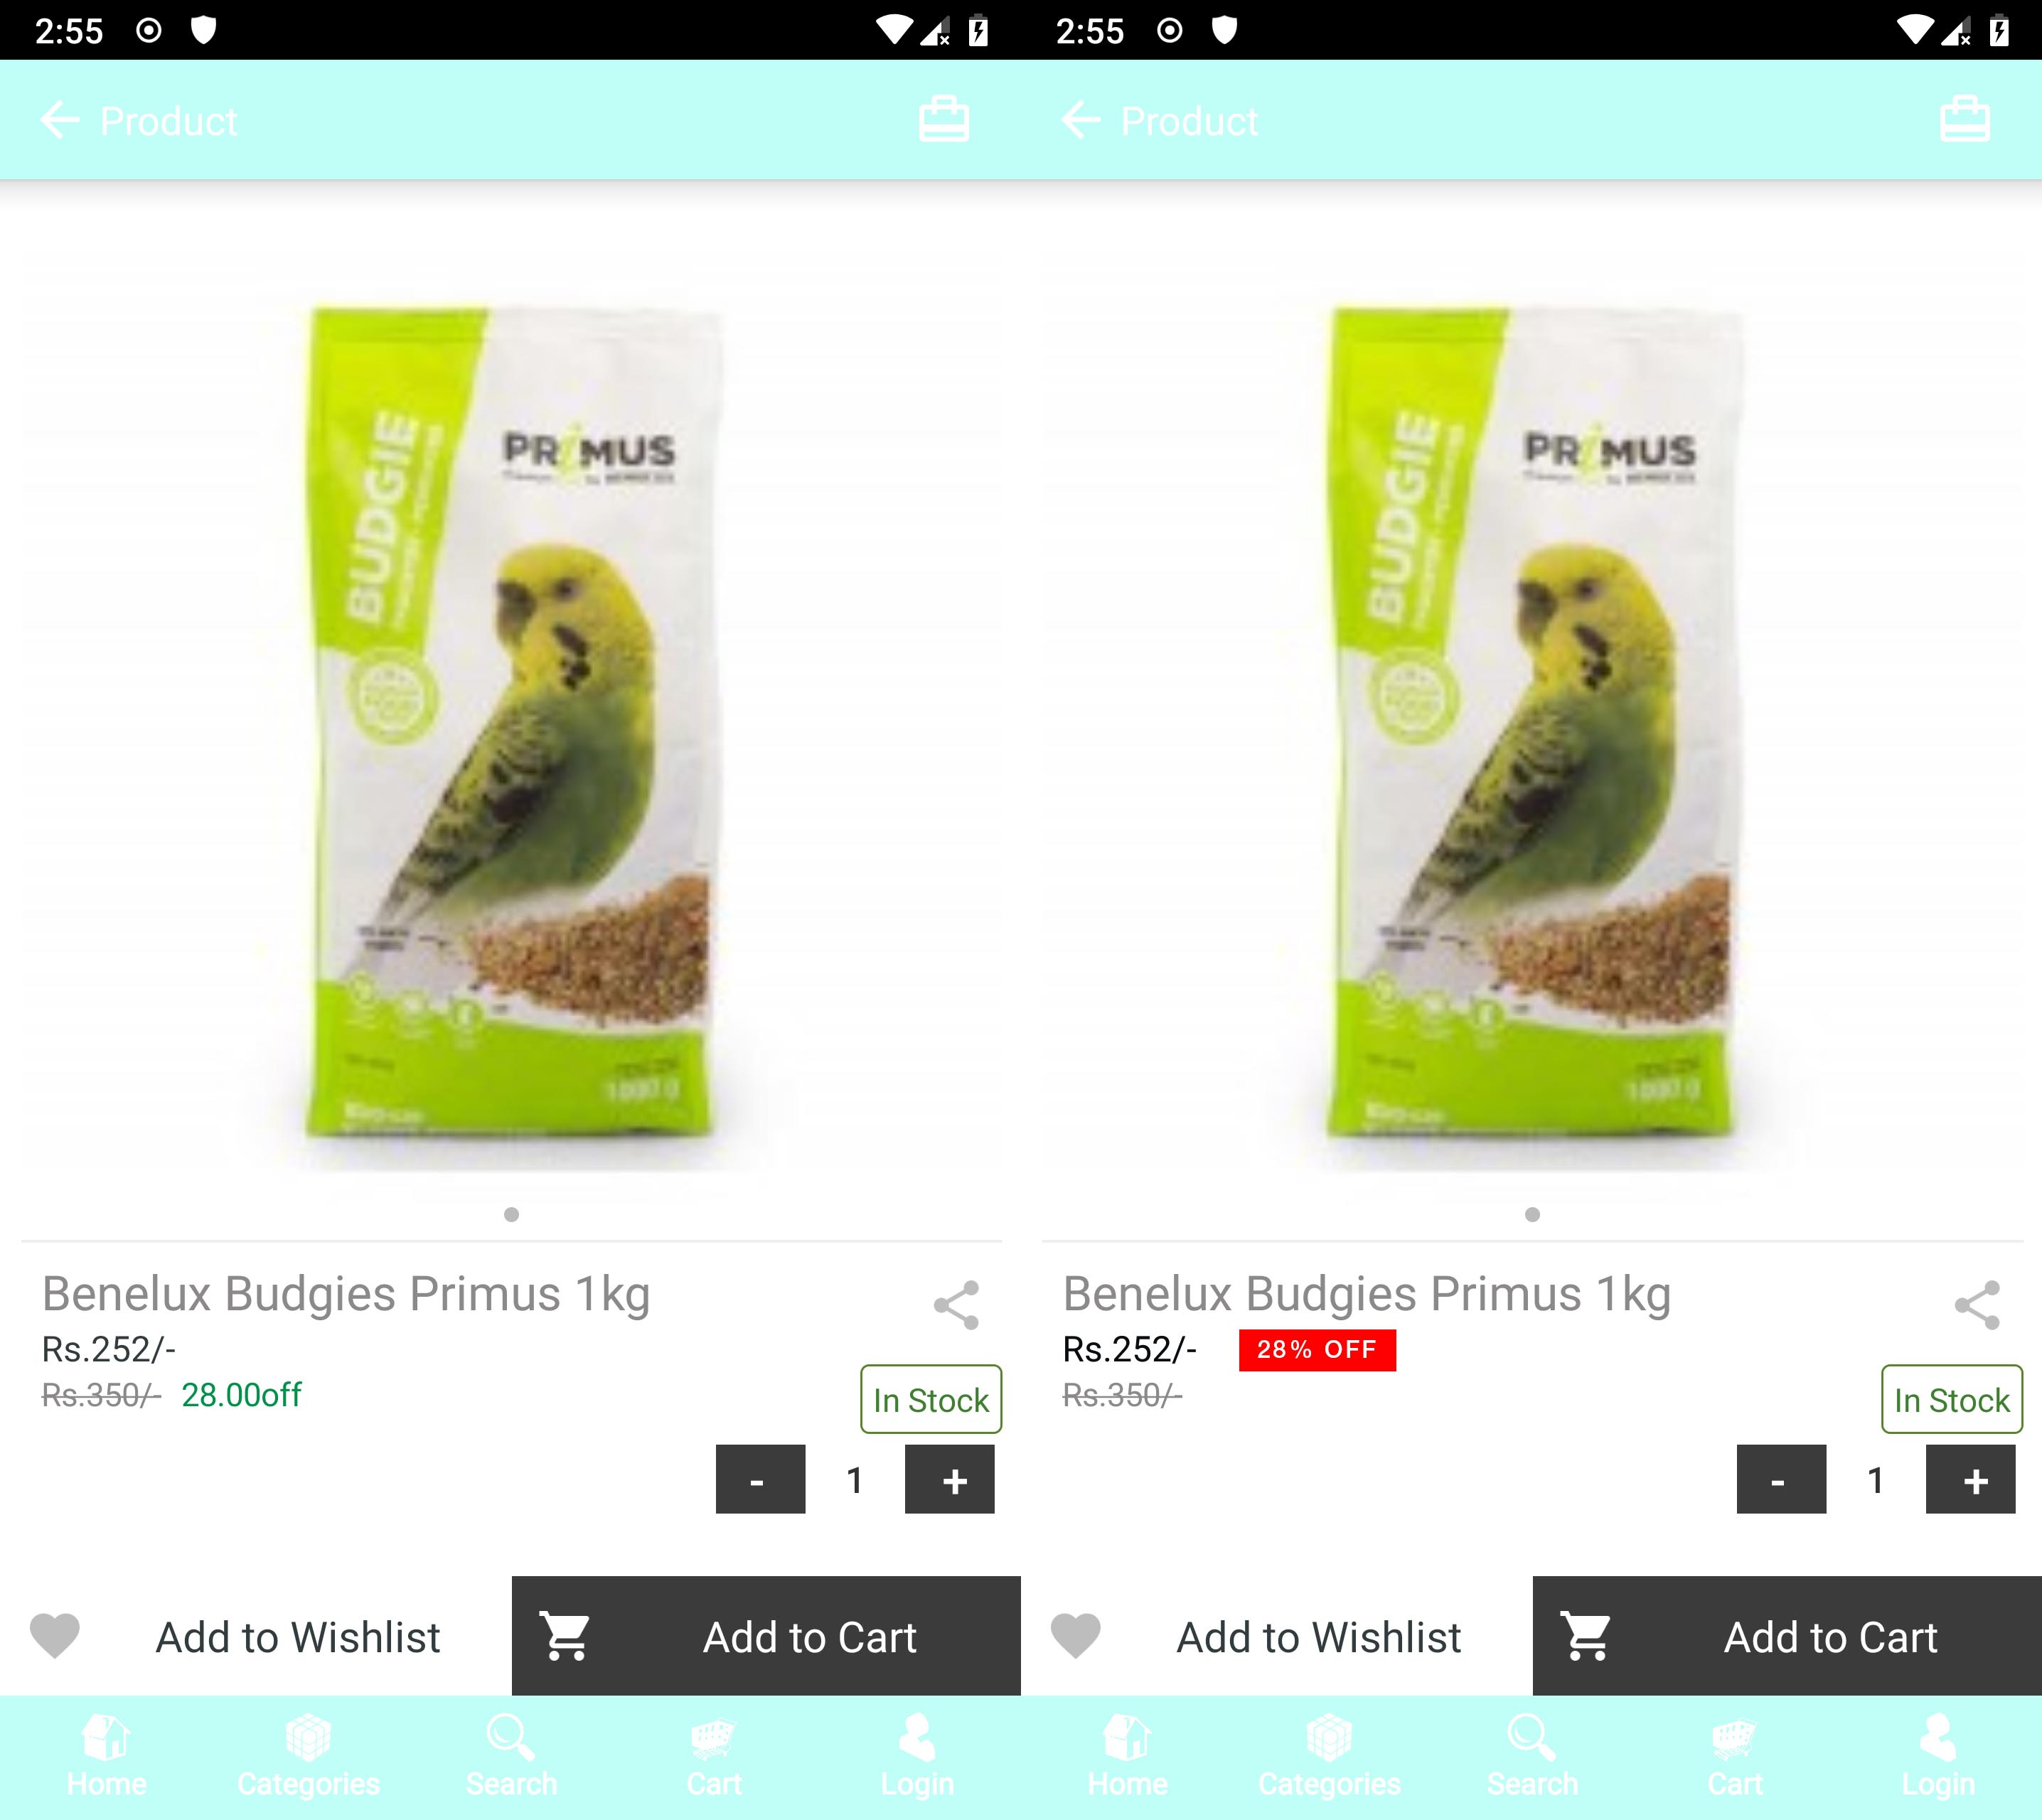 2:55
Product
BUDGIE
PRiMUS
1000 g
Benelux Budgies Primus 1kg
Rs.252/-
Rs.350/- 28.00off
In Stock
- 1 +
Add to Wishlist
Add to Cart
Home Categories Search Cart Login
2:55
Product
BUDGIE
PRiMUS
1000 g
Benelux Budgies Primus 1kg
Rs.252/- 28% OFF
Rs.350/-
In Stock
- 1 +
Add to Wishlist
Add to Cart
Home Categories Search Cart Login